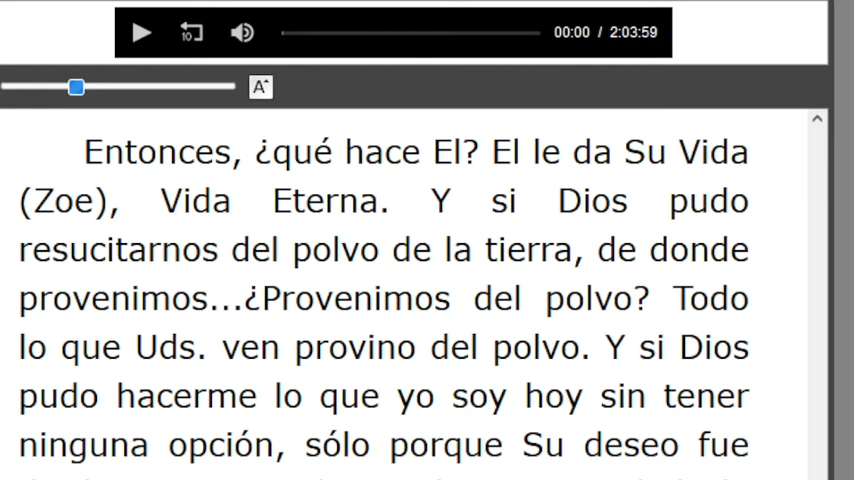 10
00:00 / 2:03:59
A
Entonces, ¿qué hace El? El le da Su Vida
(Zoe), Vida Eterna. Y si Dios pudo
resucitarnos del polvo de la tierra, de donde
provenimos...¿Provenimos del polvo? Todo
lo que Uds. ven provino del polvo. Y si Dios
pudo hacerme lo que yo soy hoy sin tener
ninguna opción, sólo porque Su deseo fue